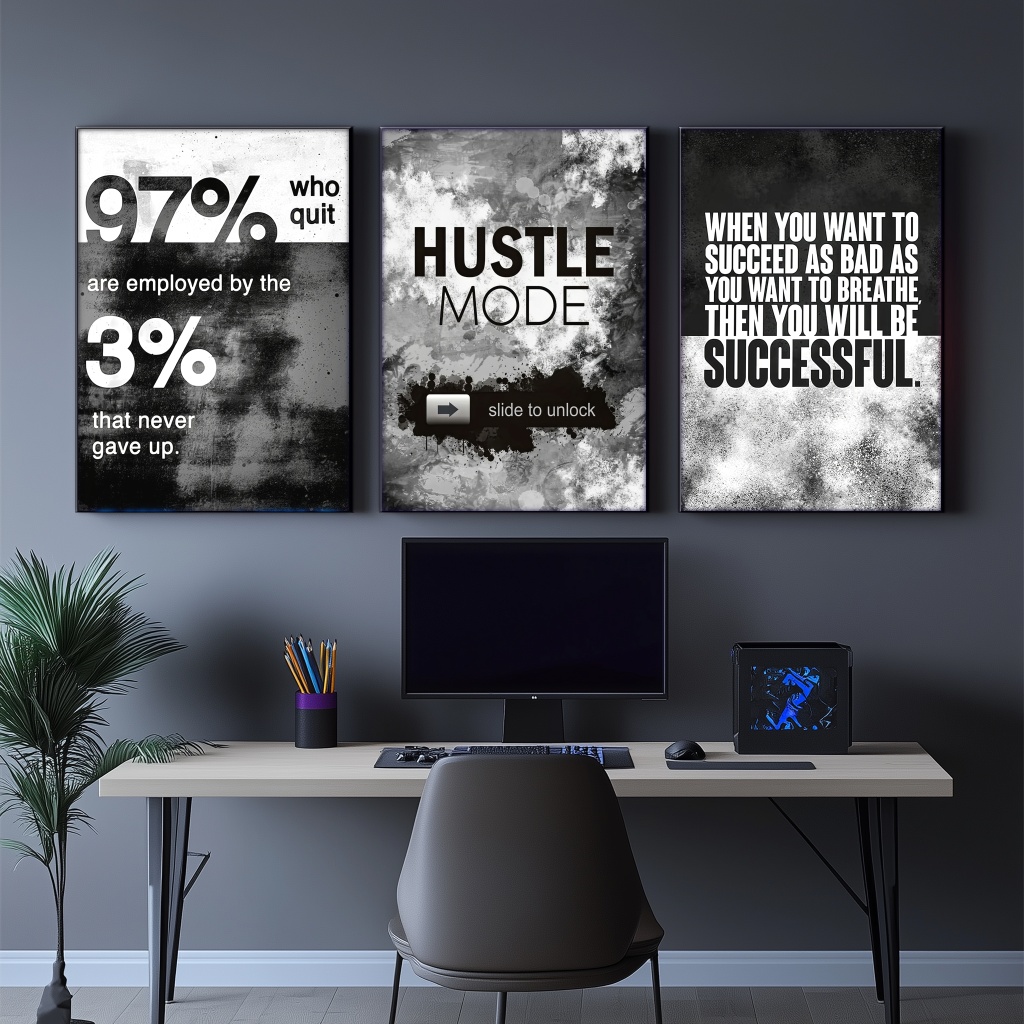 97% who
quit
are employed by the
3%
that never
gave up.
HUSTLE
MODE
slide to unlock
WHEN YOU WANT TO
SUCCEED AS BAD AS
YOU WANT TO BREATHE,
THEN YOU WILL BE
SUCCESSFUL.